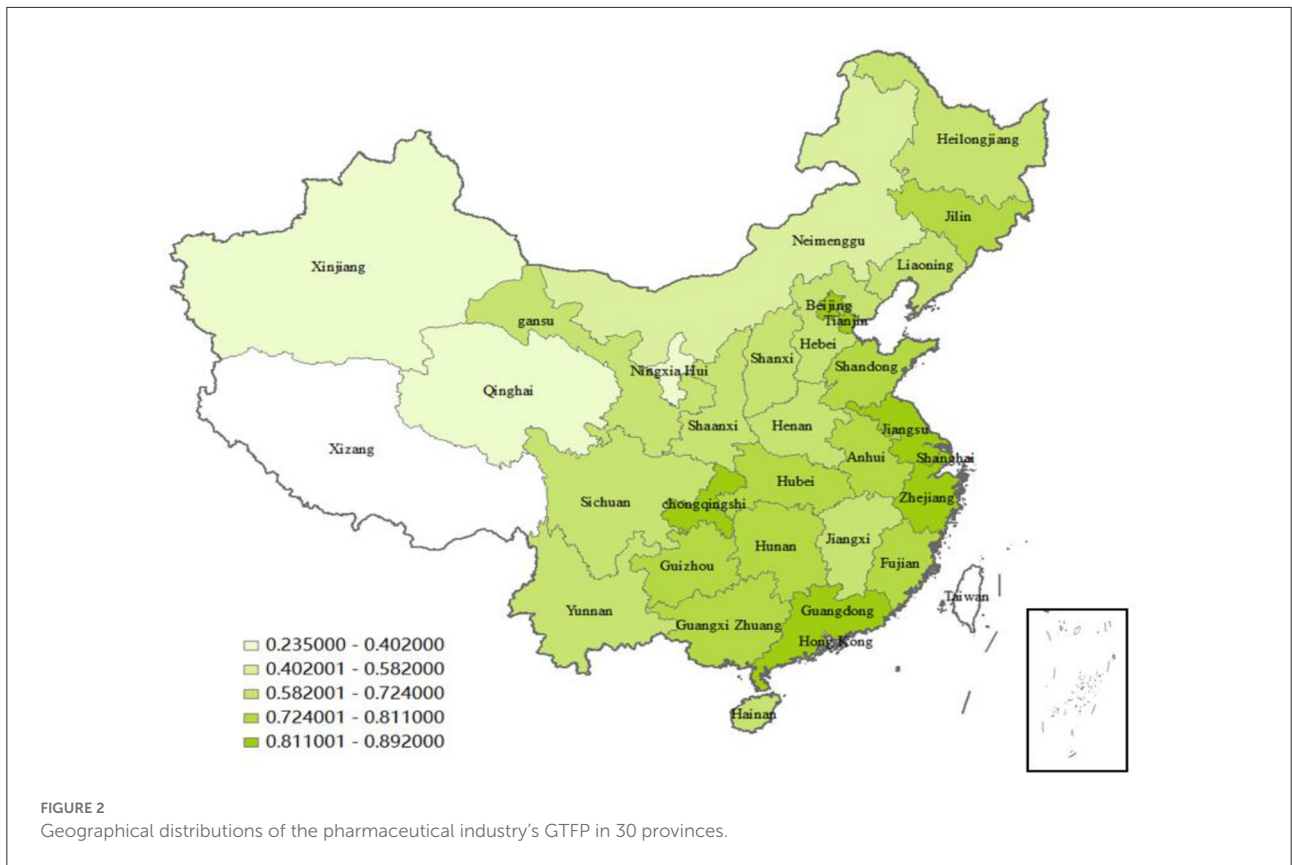 Heilongjiang
Jilin
Neimenggu
Liaoning
Xinjiang
Beijing
Tianjin
gansu
Hebei
Shanxi
Shandong
Ningxia Hui
Qinghai
Shaanxi
Henan
Jiangsu
Xizang
Anhui
Shanghai
Hubei
Zhejiang
Sichuan
chongqingshi
Jiangxi
Hunan
Fujian
Guizhou
Taiwan
Yunnan
Guangdong
Guangxi Zhuang
Hong Kong
Hainan
0.235000 - 0.402000
0.402001 - 0.582000
0.582001 - 0.724000
0.724001 - 0.811000
0.811001 - 0.892000
FIGURE 2
Geographical distributions of the pharmaceutical industry's GTFP in 30 provinces.